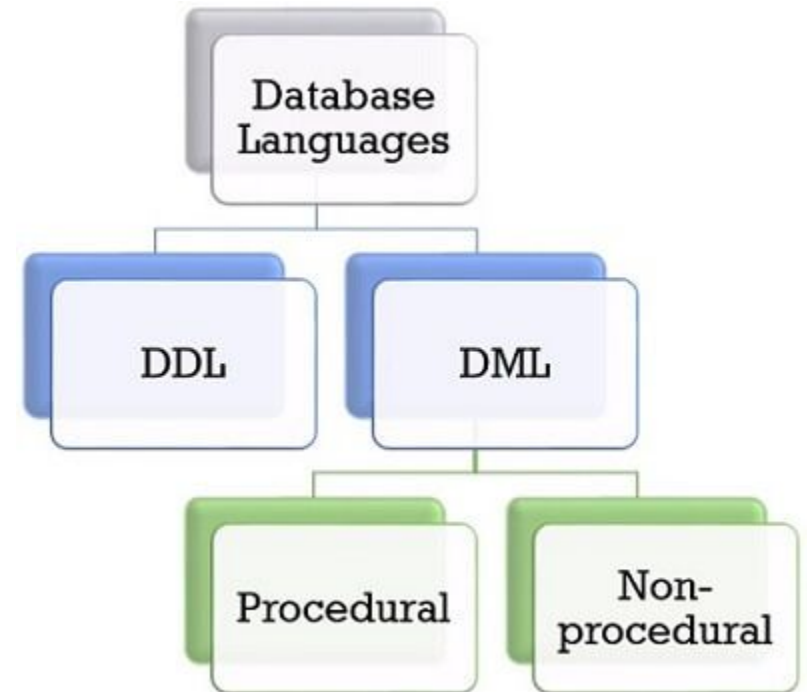 Database
Languages
DDL
DML
Procedural
Non-
procedural